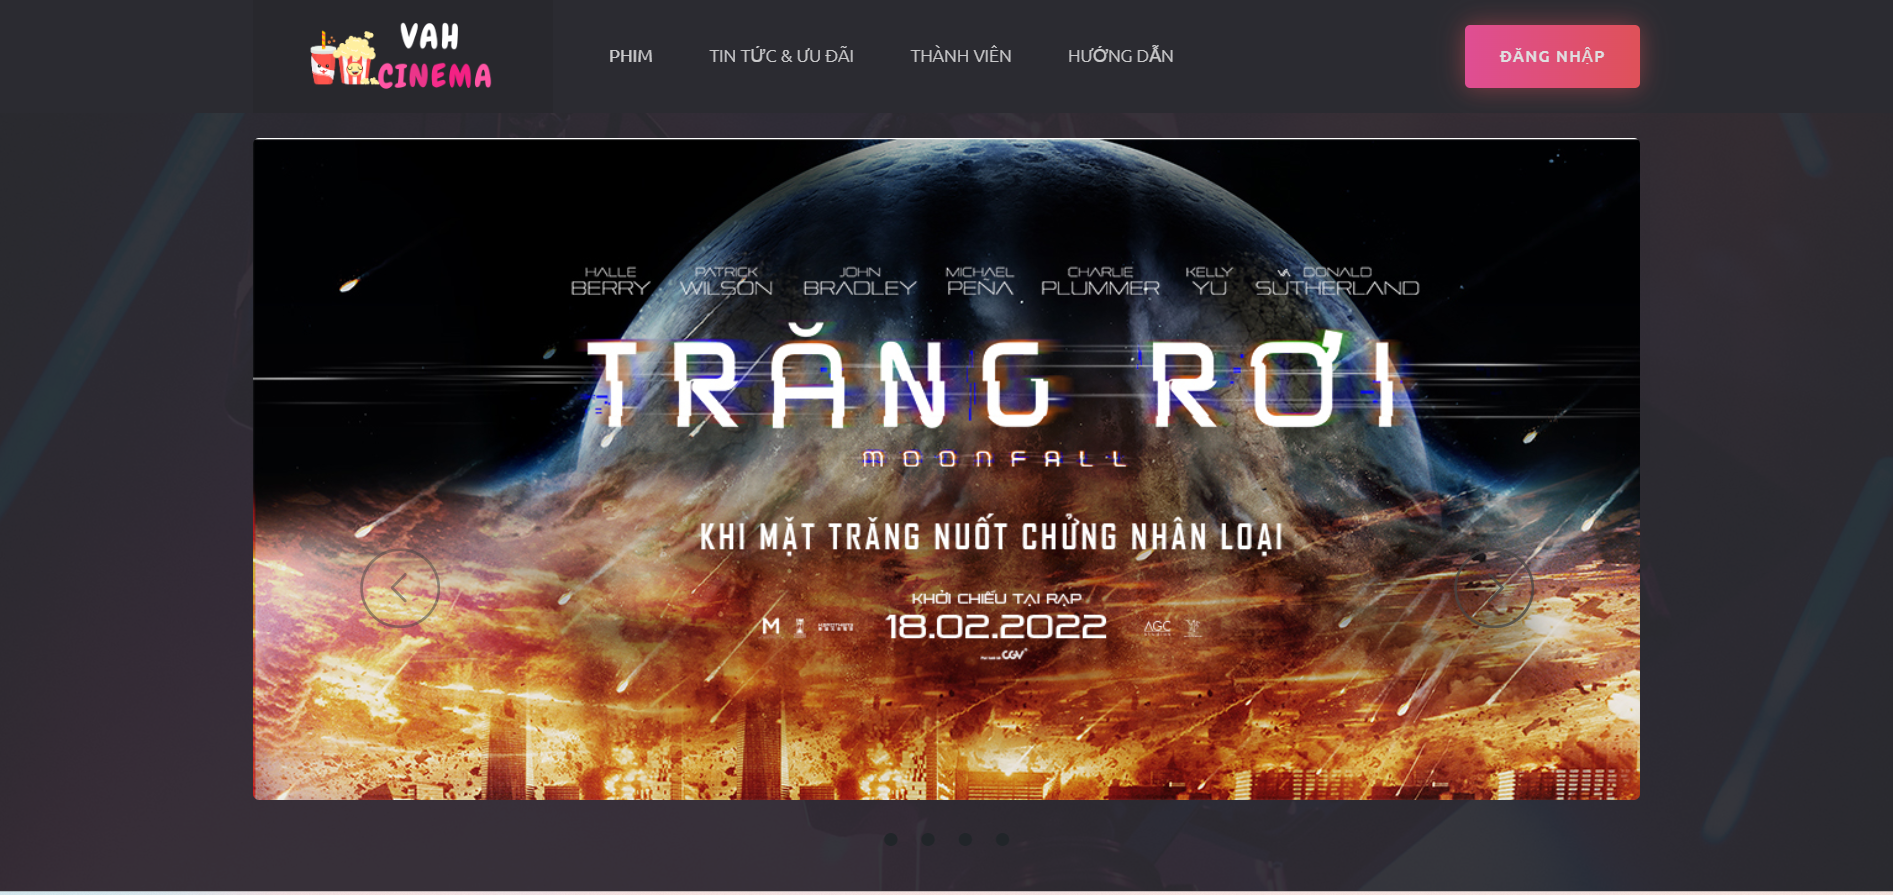 VAH
CINEMA
PHIM
TIN TỨC & ƯU ĐÃI
THÀNH VIÊN
HƯỚNG DẪN
ĐĂNG NHẬP
HALLE BERRY
PATRICK WILSON
JOHN BRADLEY
MICHAEL PEÑA
CHARLIE PLUMMER
KELLY YU
VÀ DONALD SUTHERLAND
TRĂNG RƠI
MOONFALL
KHI MẶT TRĂNG NUỐT CHỬNG NHÂN LOẠI
KHỞI CHIẾU TẠI RẠP
18.02.2022
M
AGC
CGV